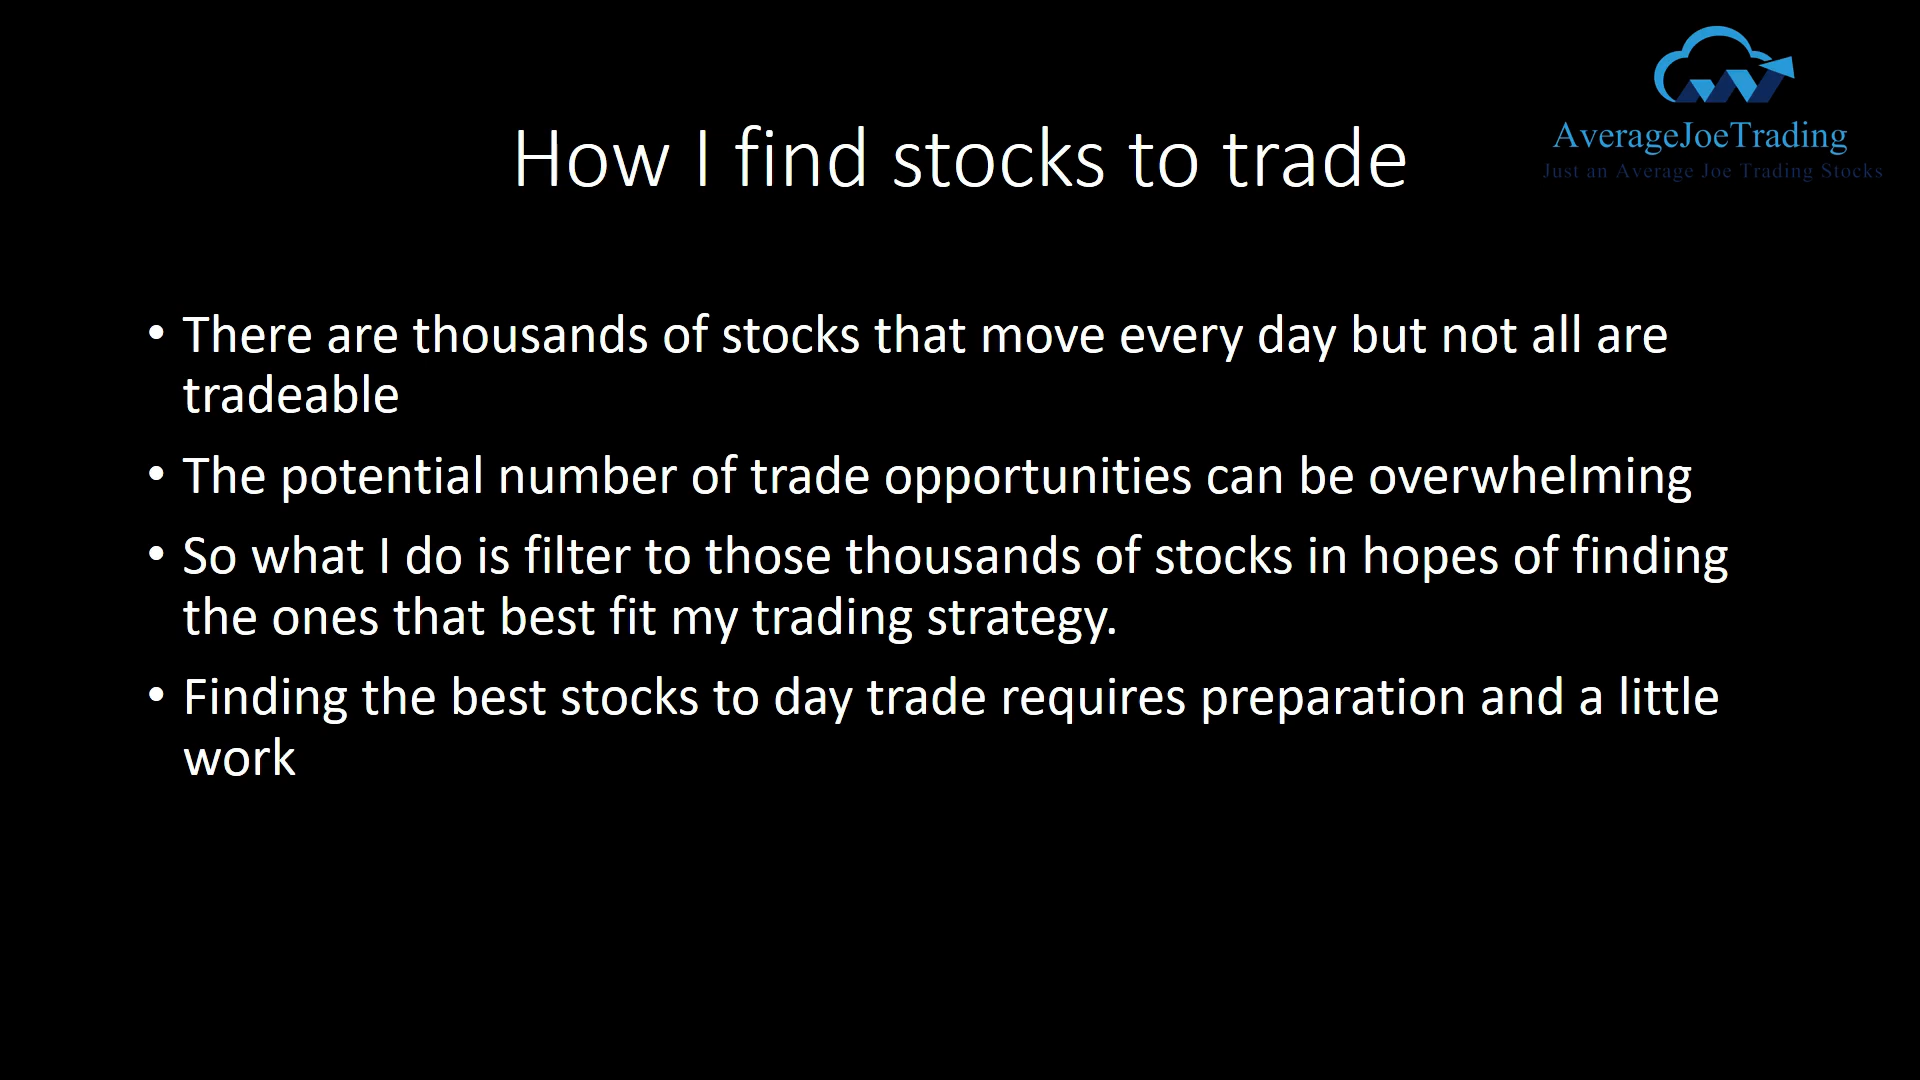 AverageJoeTrading
Just an Average Joe Trading Stocks
How I find stocks to trade
• There are thousands of stocks that move every day but not all are
tradeable
• The potential number of trade opportunities can be overwhelming
• So what I do is filter to those thousands of stocks in hopes of finding
the ones that best fit my trading strategy.
• Finding the best stocks to day trade requires preparation and a little
work